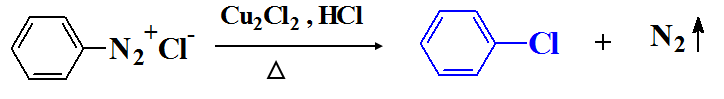 Cu₂Cl₂ , HCl
N₂⁺Cl⁻ △ Cl + N₂↑